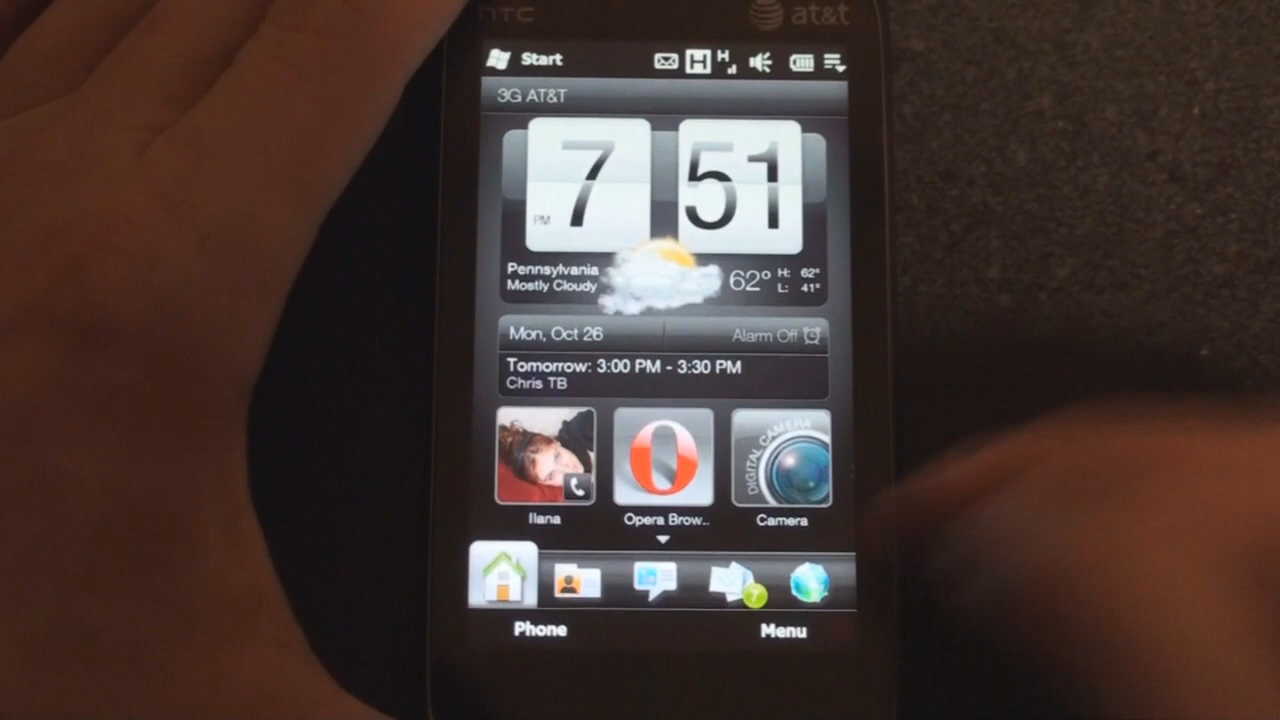 hTC at&t
Start H H
3G AT&T
7 51
PM
Pennsylvania
Mostly Cloudy
62° H: 62°
L: 41°
Mon, Oct 26 Alarm Off
Tomorrow: 3:00 PM - 3:30 PM
Chris TB
DIGITAL CAMERA
Ilana Opera Brow.. Camera
Phone Menu